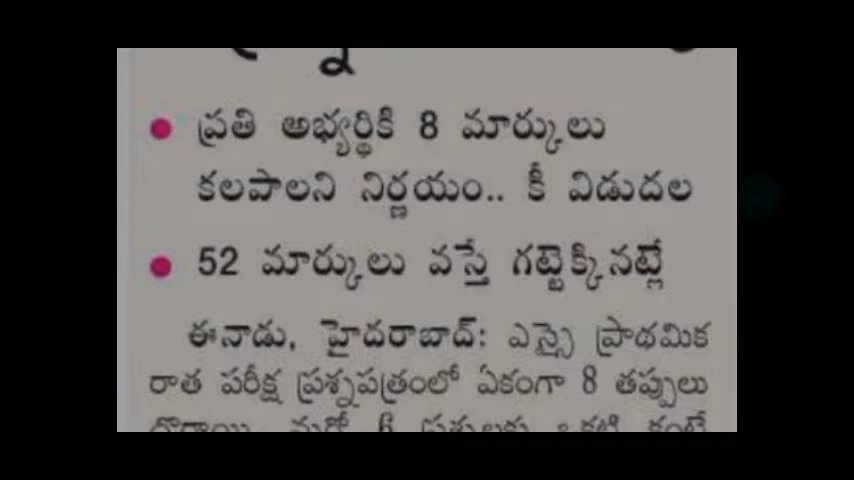 ప్రతి అభ్యర్థికి 8 మార్కులు
కలపాలని నిర్ణయం.. కీ విడుదల
52 మార్కులు వస్తే గట్టెక్కినట్లే
ఈనాడు, హైదరాబాద్: ఎస్సై ప్రాథమిక
రాత పరీక్ష ప్రశ్నపత్రంలో ఏకంగా 8 తప్పులు